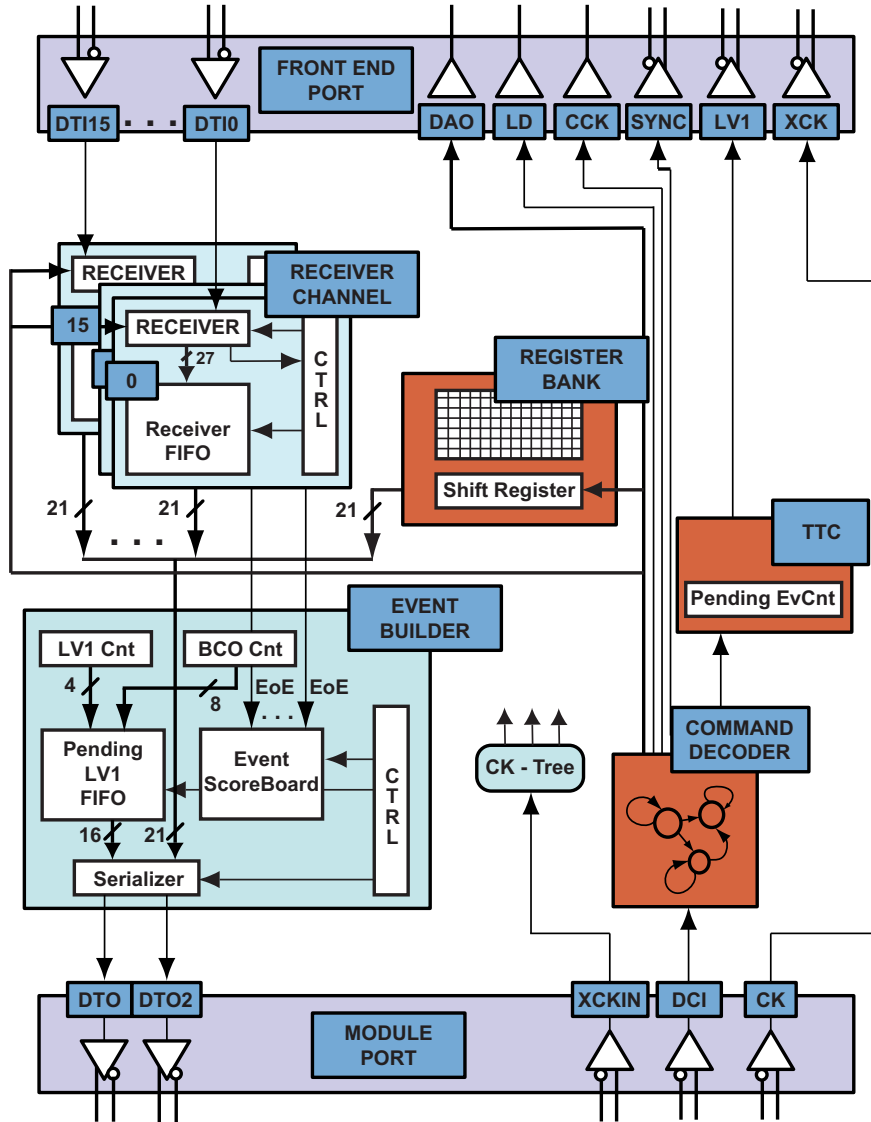 FRONT END
PORT
DTI15 . . . DTI0
DAO LD CCK SYNC LV1 XCK
RECEIVER
RECEIVER
CHANNEL
15
RECEIVER
27
0
Receiver
FIFO
CTRL
REGISTER
BANK
Shift Register
21 21 21
. . .
TTC
Pending EvCnt
EVENT
BUILDER
LV1 Cnt BCO Cnt
4 8 EoE EoE
. . .
Pending
LV1
FIFO
Event
ScoreBoard
CTRL
16 21
Serializer
CK - Tree
COMMAND
DECODER
DTO DTO2 XCKIN DCI CK
MODULE
PORT